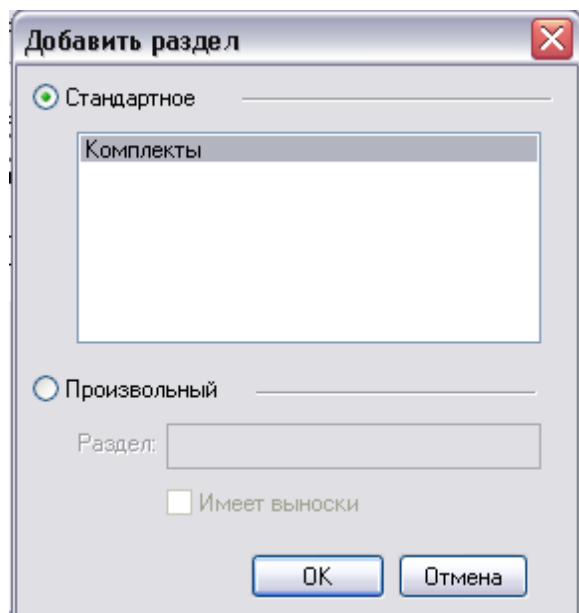 Добавить раздел
Стандартное
Комплекты
Произвольный
Раздел:
Имеет выноски
OK
Отмена